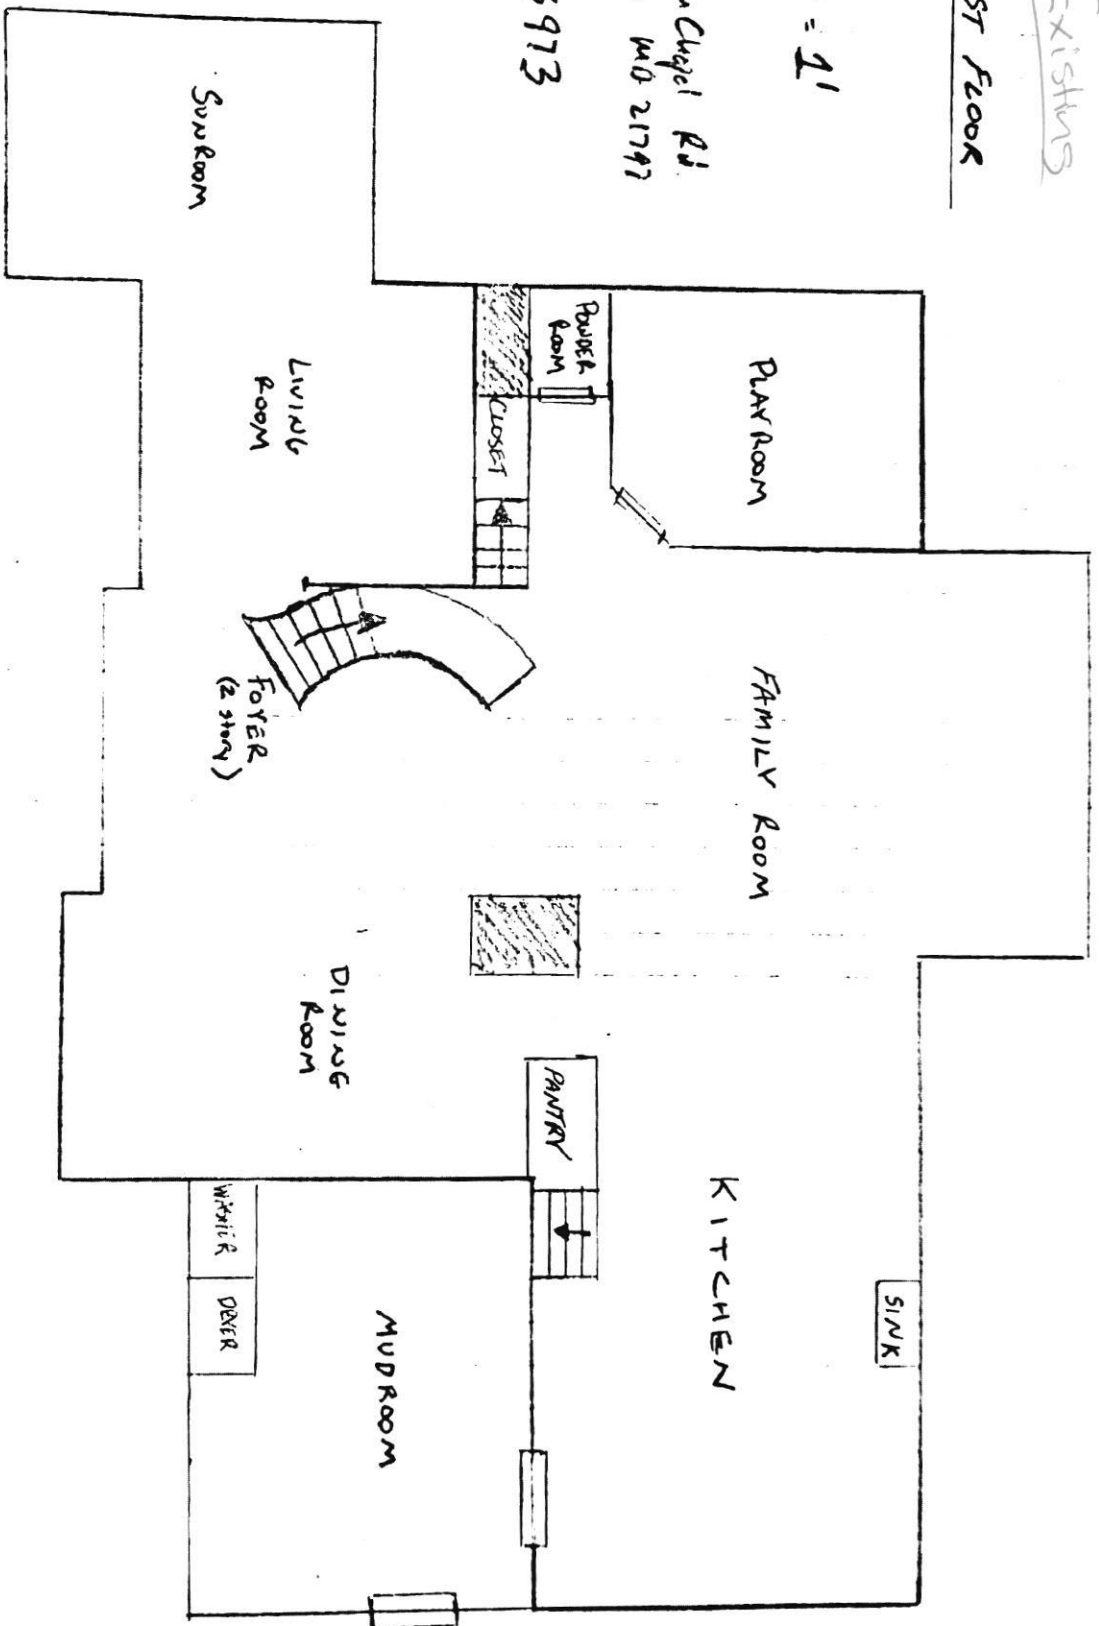 Existing
ST FLOOR
= 1'
Chapel Rd.
MD 21797
973
PLAYROOM
FAMILY ROOM
KITCHEN
SINK
POWDER
ROOM
CLOSET
PANTRY
LIVING
ROOM
FOYER
(2 story)
DINING
ROOM
MUDROOM
SUNROOM
WASHER
DRYER